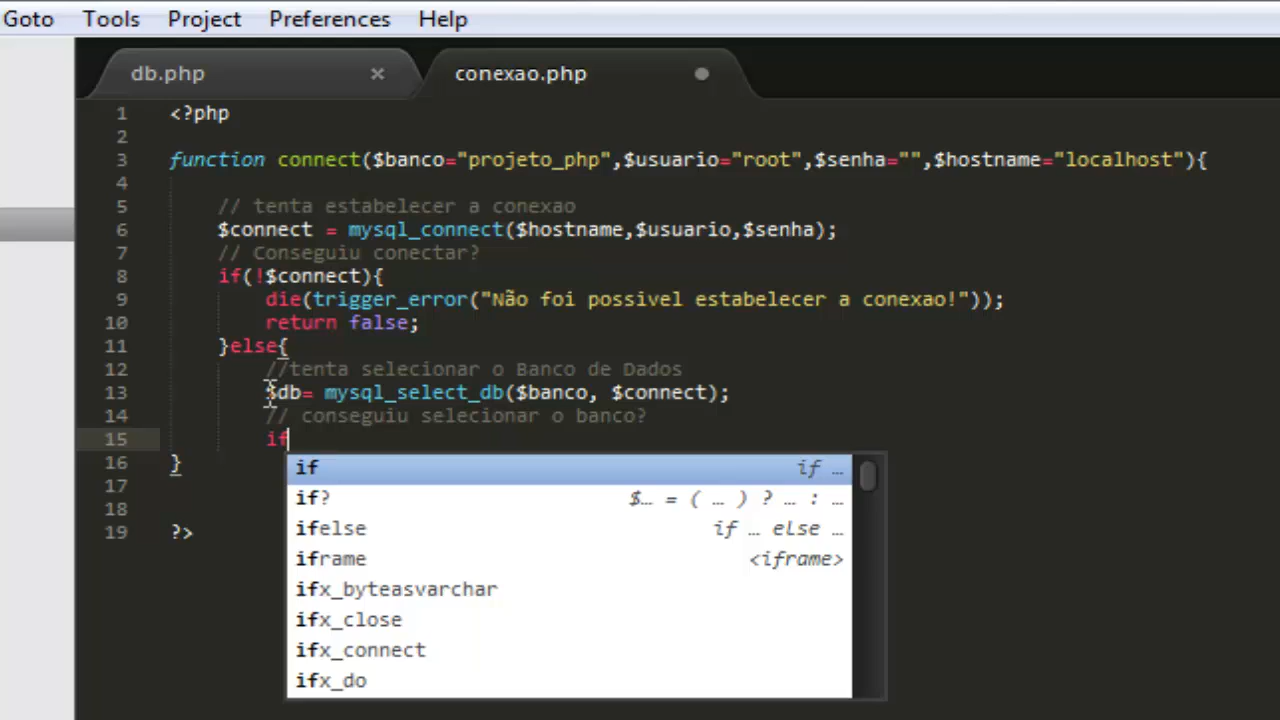 Goto Tools Project Preferences Help
db.php × conexao.php
1 <?php
2
3 function connect($banco="projeto_php",$usuario="root",$senha="",$hostname="localhost"){
4
5 // tenta estabelecer a conexao
6 $connect = mysql_connect($hostname,$usuario,$senha);
7 // Conseguiu conectar?
8 if(!$connect){
9 die(trigger_error("Não foi possivel estabelecer a conexao!"));
10 return false;
11 }else{
12 //tenta selecionar o Banco de Dados
13 $db= mysql_select_db($banco, $connect);
14 // conseguiu selecionar o banco?
15 if
16 }
17
18
19 ?>
if if …
if? $… = ( … ) ? … : …
ifelse if … else …
iframe <iframe>
ifx_byteasvarchar
ifx_close
ifx_connect
ifx_do